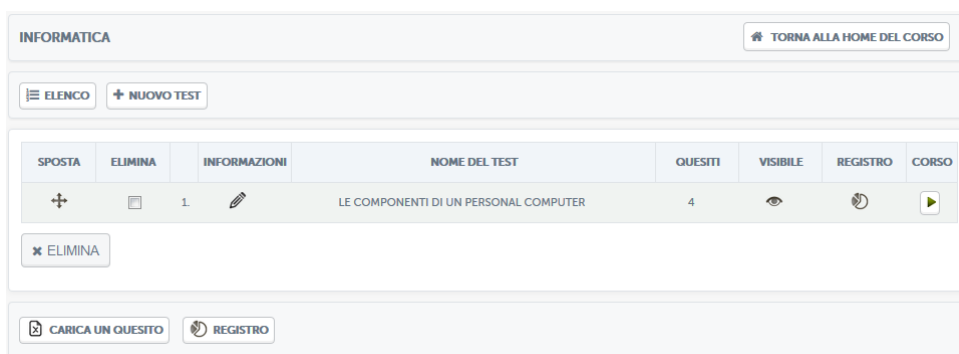 INFORMATICA
TORNA ALLA HOME DEL CORSO
ELENCO
NUOVO TEST
SPOSTA ELIMINA INFORMAZIONI NOME DEL TEST QUESITI VISIBILE REGISTRO CORSO
1. LE COMPONENTI DI UN PERSONAL COMPUTER 4
ELIMINA
CARICA UN QUESITO
REGISTRO